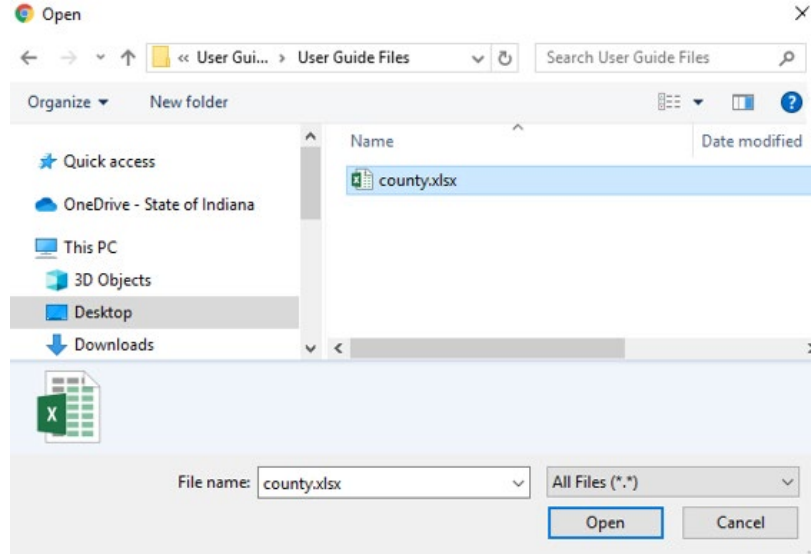 Open
« User Gui... › User Guide Files
Search User Guide Files
Organize
New folder
Name
Date modified
Quick access
county.xlsx
OneDrive - State of Indiana
This PC
3D Objects
Desktop
Downloads
X
File name: county.xlsx
All Files (*.*)
Open
Cancel